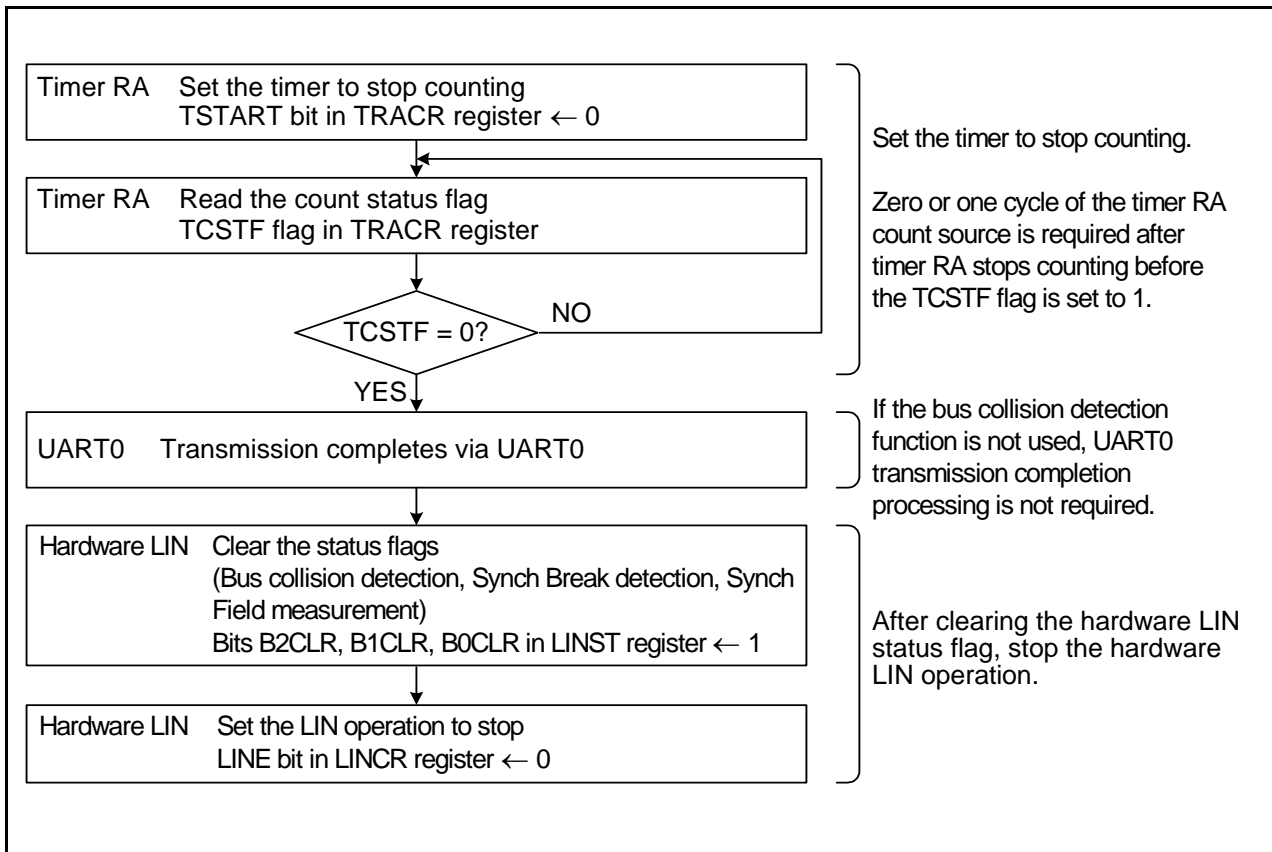 Timer RA Set the timer to stop counting
TSTART bit in TRACR register ← 0
Timer RA Read the count status flag
TCSTF flag in TRACR register
TCSTF = 0?
NO
YES
Set the timer to stop counting.
Zero or one cycle of the timer RA
count source is required after
timer RA stops counting before
the TCSTF flag is set to 1.
UART0 Transmission completes via UART0
If the bus collision detection
function is not used, UART0
transmission completion
processing is not required.
Hardware LIN Clear the status flags
(Bus collision detection, Synch Break detection, Synch
Field measurement)
Bits B2CLR, B1CLR, B0CLR in LINST register ← 1
Hardware LIN Set the LIN operation to stop
LINE bit in LINCR register ← 0
After clearing the hardware LIN
status flag, stop the hardware
LIN operation.